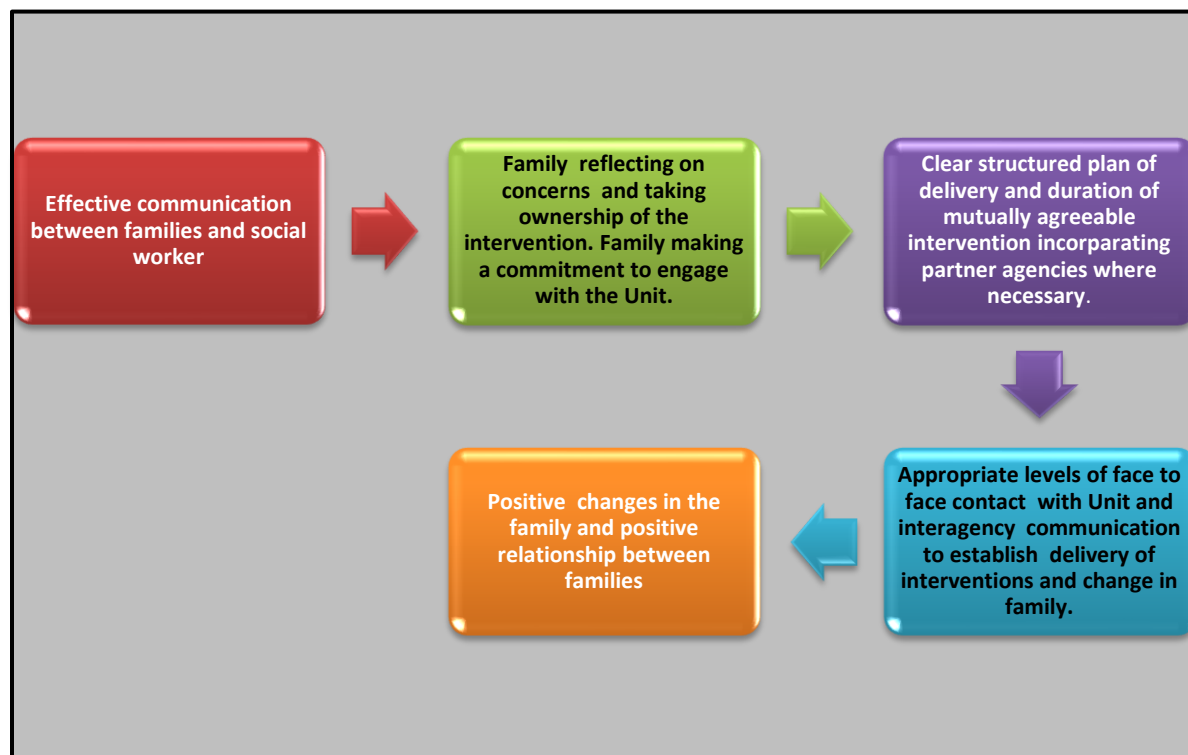 Effective communication
between families and social
worker
Family reflecting on
concerns and taking
ownership of the
intervention. Family making
a commitment to engage
with the Unit.
Clear structured plan of
delivery and duration of
mutually agreeable
intervention incorparating
partner agencies where
necessary.
Appropriate levels of face to
face contact with Unit and
interagency communication
to establish delivery of
interventions and change in
family.
Positive changes in the
family and positive
relationship between
families